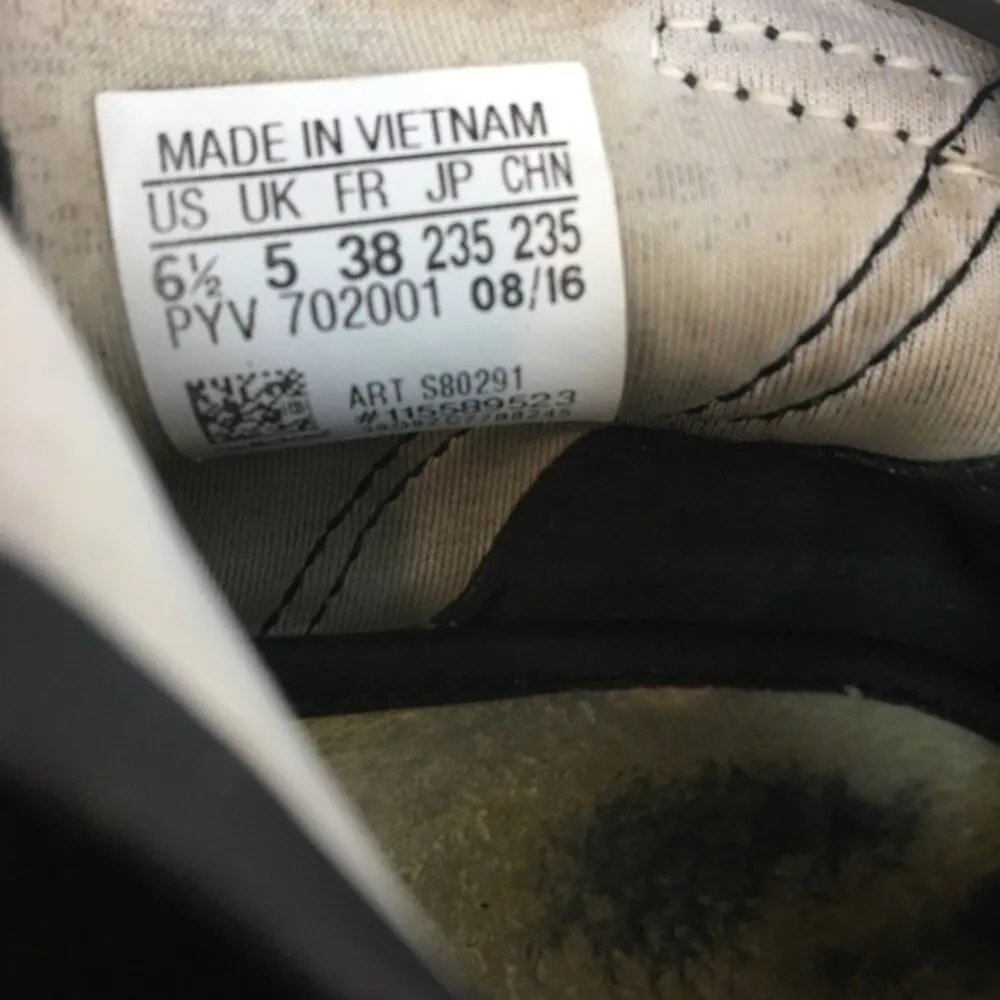 MADE IN VIETNAM
US UK FR JP CHN
6½ 5 38 235 235
PYV 702001 08/16
ART S80291
#115589523